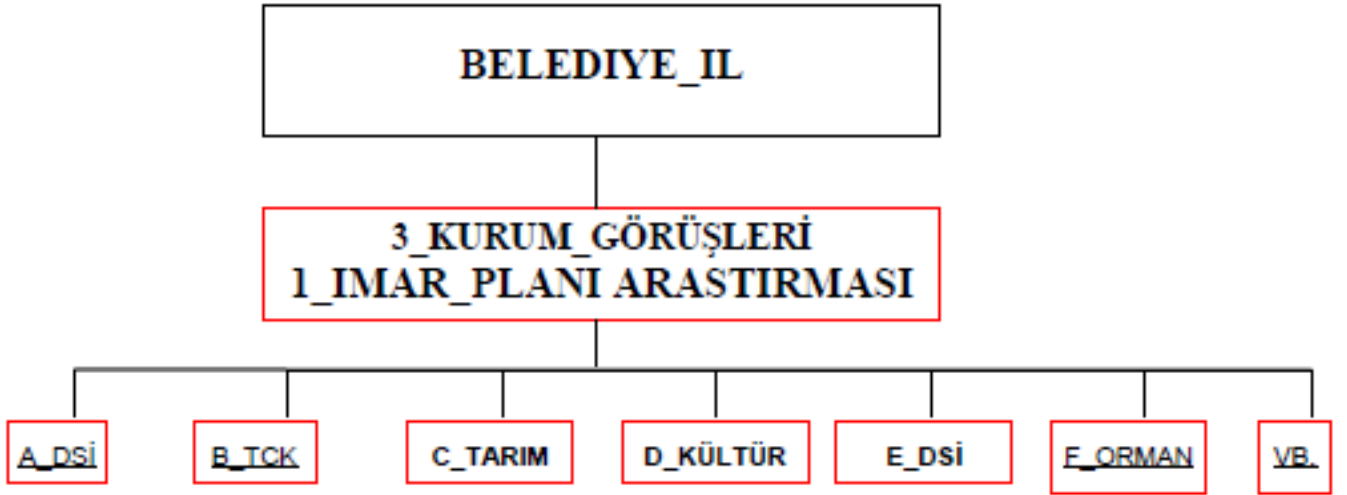 BELEDIYE_IL
3_KURUM_GÖRÜŞLERİ
1_IMAR_PLANI ARASTIRMASI
A_DSİ B_TCK C_TARIM D_KÜLTÜR E_DSİ F_ORMAN VB.